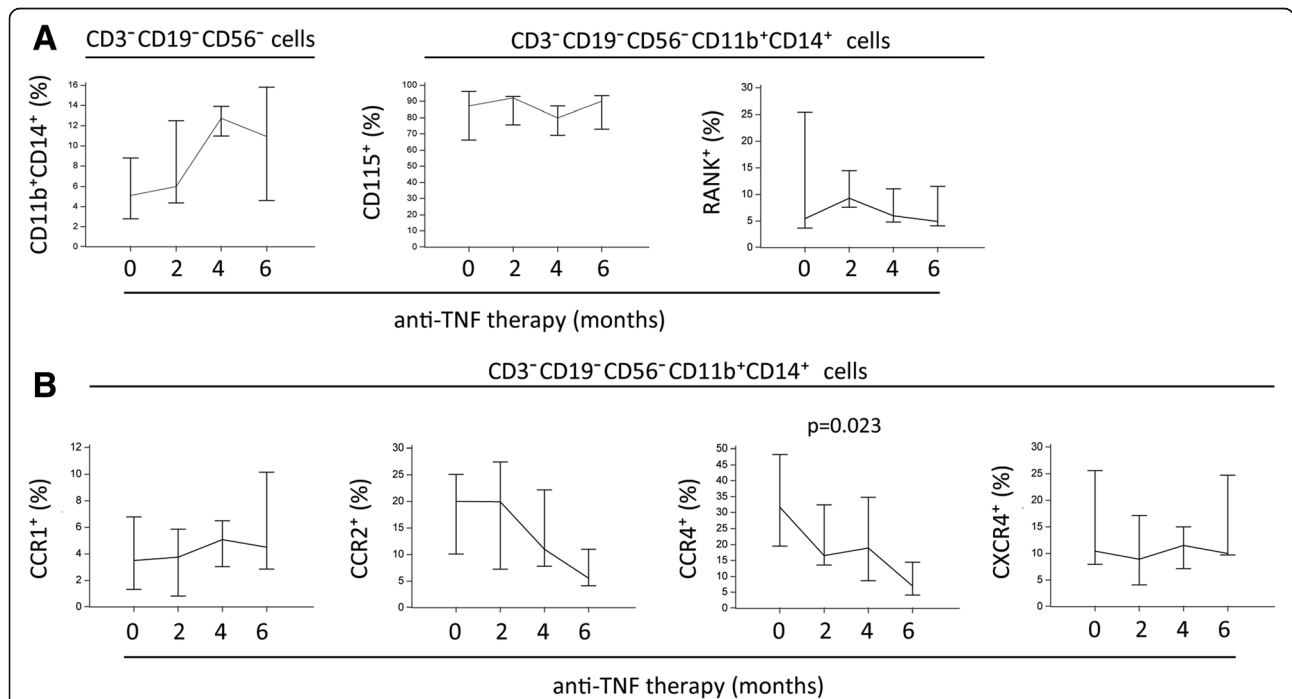 A
CD3⁻CD19⁻CD56⁻ cells
CD3⁻CD19⁻CD56⁻CD11b⁺CD14⁺ cells
CD11b⁺CD14⁺ (%)
16
14
12
10
8
6
4
2
0
0 2 4 6
CD115⁺ (%)
100
90
80
70
60
50
40
30
20
10
0
0 2 4 6
RANK⁺ (%)
30
25
20
15
10
5
0
0 2 4 6
anti-TNF therapy (months)
B
CD3⁻CD19⁻CD56⁻CD11b⁺CD14⁺ cells
CCR1⁺ (%)
12
10
8
6
4
2
0
0 2 4 6
CCR2⁺ (%)
30
25
20
15
10
5
0
0 2 4 6
p=0.023
CCR4⁺ (%)
50
45
40
35
30
25
20
15
10
5
0
0 2 4 6
CXCR4⁺ (%)
30
25
20
15
10
5
0
0 2 4 6
anti-TNF therapy (months)